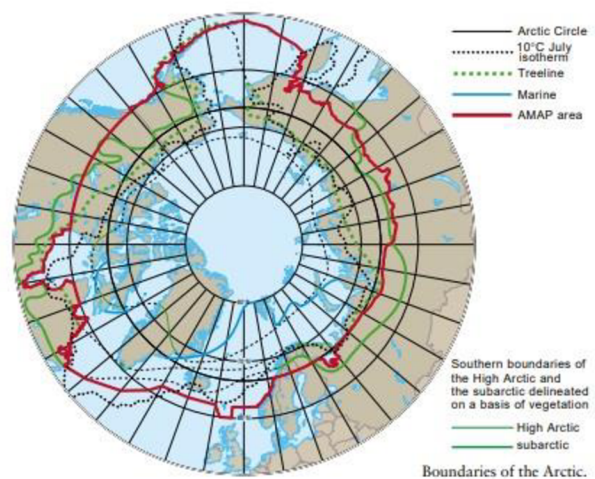 Arctic Circle
10°C July
isotherm
Treeline
Marine
AMAP area
Southern boundaries of
the High Arctic and
the subarctic delineated
on a basis of vegetation
High Arctic
subarctic
Boundaries of the Arctic.